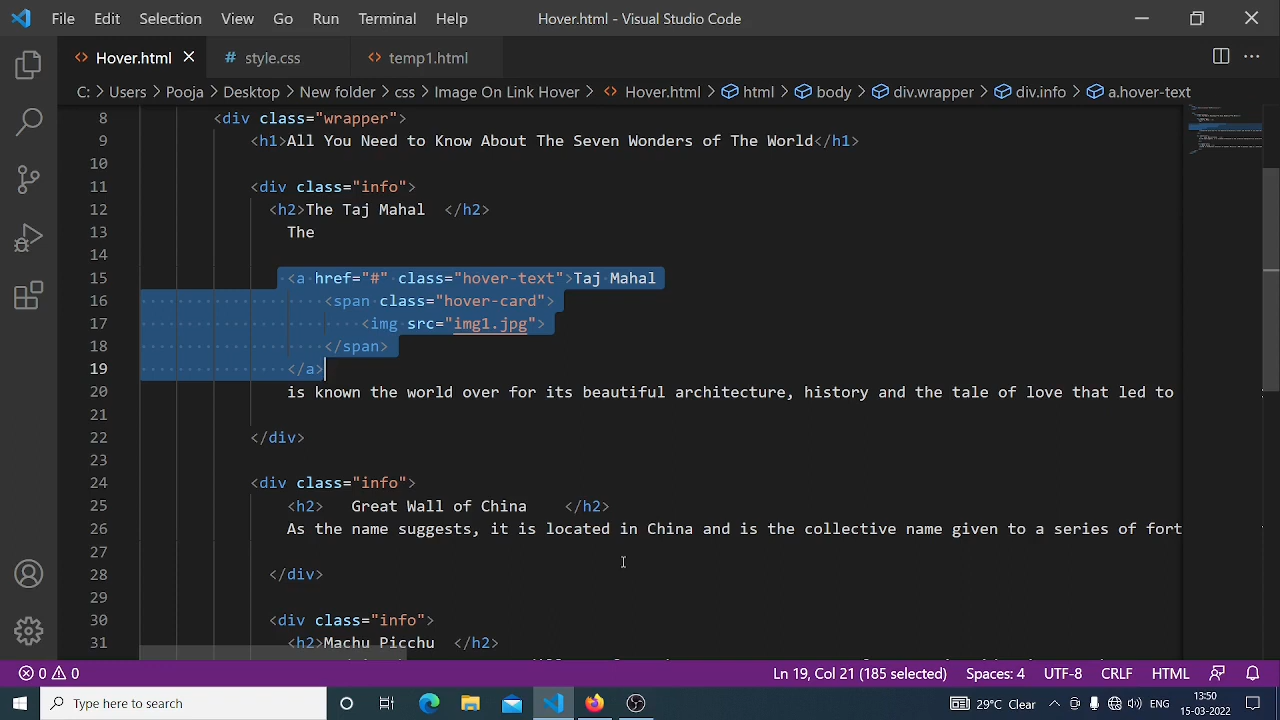 File Edit Selection View Go Run Terminal Help Hover.html - Visual Studio Code
Hover.html # style.css temp1.html
C: > Users > Pooja > Desktop > New folder > css > Image On Link Hover > Hover.html > html > body > div.wrapper > div.info > a.hover-text
8 <div class="wrapper">
9 <h1>All You Need to Know About The Seven Wonders of The World</h1>
10
11 <div class="info">
12 <h2>The Taj Mahal </h2>
13 The
14
15 <a href="#" class="hover-text">Taj Mahal
16 <span class="hover-card">
17 <img src="img1.jpg">
18 </span>
19 </a>
20 is known the world over for its beautiful architecture, history and the tale of love that led to
21
22 </div>
23
24 <div class="info">
25 <h2> Great Wall of China </h2>
26 As the name suggests, it is located in China and is the collective name given to a series of fort
27
28 </div>
29
30 <div class="info">
31 <h2>Machu Picchu </h2>
0 0 Ln 19, Col 21 (185 selected) Spaces: 4 UTF-8 CRLF HTML
Type here to search 29°C Clear ENG 13:50
15-03-2022